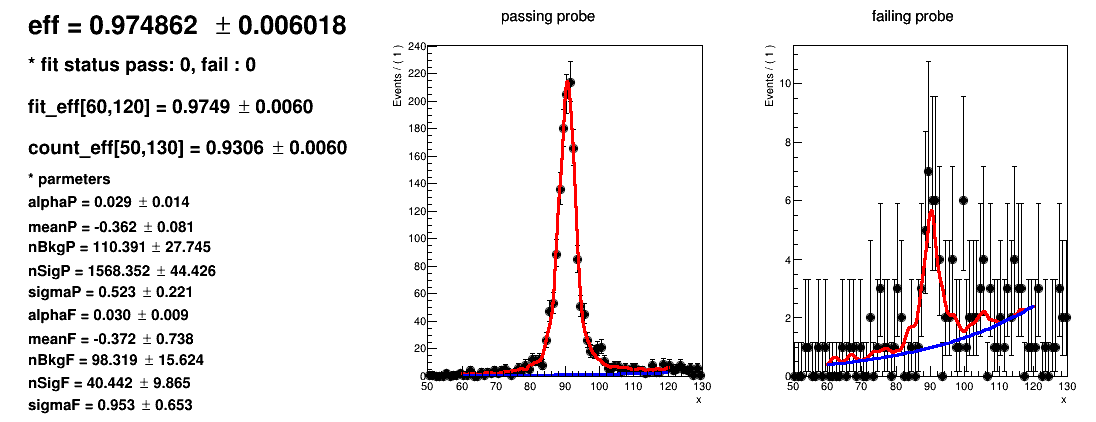 eff = 0.974862 ± 0.006018
* fit status pass: 0, fail : 0
fit_eff[60,120] = 0.9749 ± 0.0060
count_eff[50,130] = 0.9306 ± 0.0060
* parmeters
alphaP = 0.029 ± 0.014
meanP = -0.362 ± 0.081
nBkgP = 110.391 ± 27.745
nSigP = 1568.352 ± 44.426
sigmaP = 0.523 ± 0.221
alphaF = 0.030 ± 0.009
meanF = -0.372 ± 0.738
nBkgF = 98.319 ± 15.624
nSigF = 40.442 ± 9.865
sigmaF = 0.953 ± 0.653
passing probe
Events / ( 1 )
240
220
200
180
160
140
120
100
80
60
40
20
0
50 60 70 80 90 100 110 120 130
x
failing probe
Events / ( 1 )
10
8
6
4
2
0
50 60 70 80 90 100 110 120 130
x